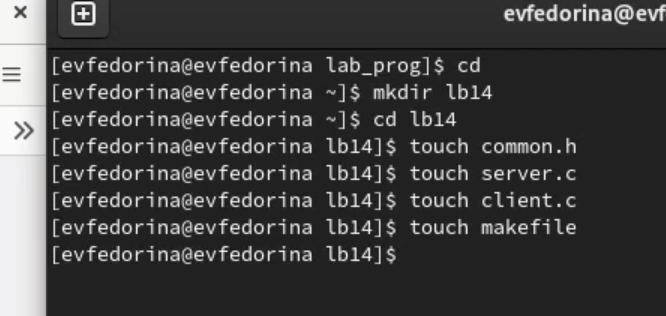 evfedorina@evf
[evfedorina@evfedorina lab_prog]$ cd
[evfedorina@evfedorina ~]$ mkdir lb14
[evfedorina@evfedorina ~]$ cd lb14
[evfedorina@evfedorina lb14]$ touch common.h
[evfedorina@evfedorina lb14]$ touch server.c
[evfedorina@evfedorina lb14]$ touch client.c
[evfedorina@evfedorina lb14]$ touch makefile
[evfedorina@evfedorina lb14]$